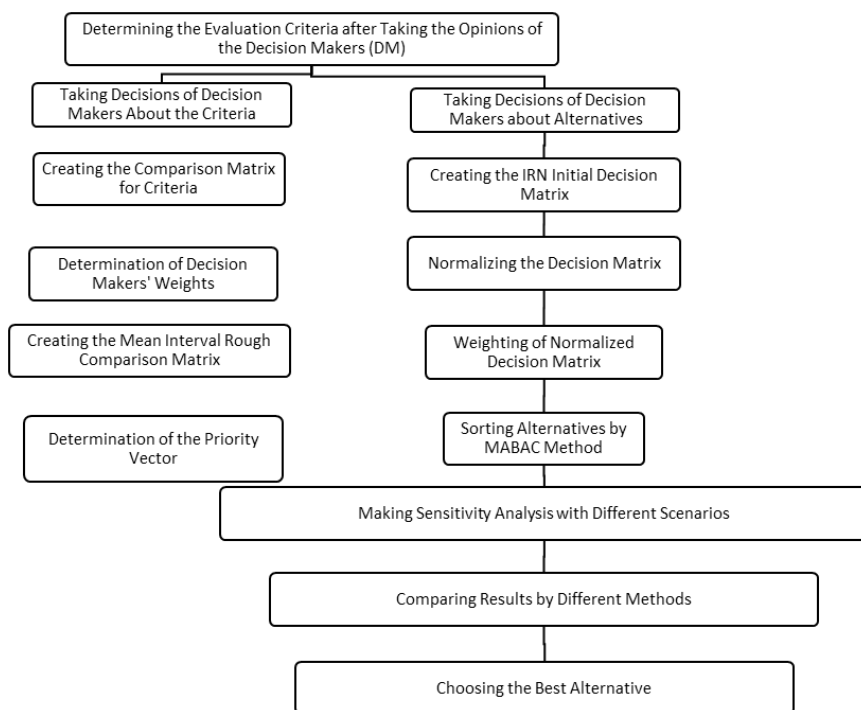 Determining the Evaluation Criteria after Taking the Opinions of
the Decision Makers (DM)
Taking Decisions of Decision
Makers About the Criteria
Taking Decisions of Decision
Makers about Alternatives
Creating the Comparison Matrix
for Criteria
Creating the IRN Initial Decision
Matrix
Determination of Decision
Makers' Weights
Normalizing the Decision Matrix
Creating the Mean Interval Rough
Comparison Matrix
Weighting of Normalized
Decision Matrix
Determination of the Priority
Vector
Sorting Alternatives by
MABAC Method
Making Sensitivity Analysis with Different Scenarios
Comparing Results by Different Methods
Choosing the Best Alternative